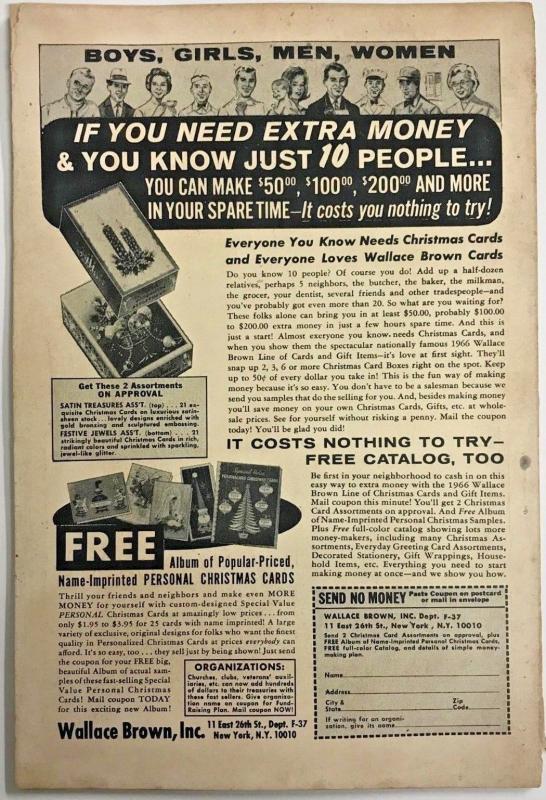 BOYS, GIRLS, MEN, WOMEN
IF YOU NEED EXTRA MONEY
& YOU KNOW JUST 10 PEOPLE...
YOU CAN MAKE $50⁰⁰, $100⁰⁰, $200⁰⁰ AND MORE
IN YOUR SPARE TIME—It costs you nothing to try!
Everyone You Know Needs Christmas Cards
and Everyone Loves Wallace Brown Cards
Do you know 10 people? Of course you do! Add up a half-dozen
relatives, perhaps 5 neighbors, the butcher, the baker, the milkman,
the grocer, your dentist, several friends and other tradespeople—and
you've probably got even more than 20. So what are you waiting for?
These folks alone can bring you in at least $50.00, probably $100.00
to $200.00 extra money in just a few hours spare time. And this is
just a start! Almost everyone you know needs Christmas Cards, and
when you show them the spectacular nationally famous 1966 Wallace
Brown Line of Cards and Gift Items—it's love at first sight. They'll
snap up 2, 3, 6 or more Christmas Card Boxes right on the spot. Keep
up to 50¢ of every dollar you take in! This is the fun way of making
money because it's so easy. You don't have to be a salesman because we
send you samples that do the selling for you. And, besides making money
you'll save money on your own Christmas Cards, Gifts, etc. at whole-
sale prices. See for yourself without risking a penny. Mail the coupon
today! You'll be glad you did!
Get These 2 Assortments
ON APPROVAL
SATIN TREASURES ASS'T. (top) . . . 21 ex-
quisite Christmas Cards on luxurious satin-
sheen stock . . . lovely designs enriched with
gold bronzing and sculptured embossing.
FESTIVE JEWELS ASS'T. (bottom) . . . 21
strikingly beautiful Christmas Cards in rich,
radiant colors and sprinkled with sparkling,
jewel-like glitter.
IT COSTS NOTHING TO TRY–
FREE CATALOG, TOO
Be first in your neighborhood to cash in on this
easy way to extra money with the 1966 Wallace
Brown Line of Christmas Cards and Gift Items.
Mail coupon this minute! You'll get 2 Christmas
Card Assortments on approval. And Free Album
of Name-Imprinted Personal Christmas Samples.
Plus Free full-color catalog showing lots more
money-makers, including many Christmas As-
sortments, Everyday Greeting Card Assortments,
Decorated Stationery, Gift Wrappings, House-
hold Items, etc. Everything you need to start
making money at once—and we show you how.
FREE Album of Popular-Priced,
Name-Imprinted PERSONAL CHRISTMAS CARDS
Thrill your friends and neighbors and make even MORE
MONEY for yourself with custom-designed Special Value
PERSONAL Christmas Cards at amazingly low prices . . . from
only $1.95 to $3.95 for 25 cards with name imprinted! A large
variety of exclusive, original designs for folks who want the finest
quality in Personalized Christmas Cards at prices everybody can
afford. It's so easy, too . . . they sell just by being shown! Just send
the coupon for your FREE big,
beautiful Album of actual sam-
ples of these fast-selling Special
Value Personal Christmas
Cards! Mail coupon TODAY
for this exciting new Album!
ORGANIZATIONS:
Churches, clubs, veterans' auxil-
iaries, etc. can now add hundreds
of dollars to their treasuries with
these fast sellers. Give organiza-
tion name on coupon for Fund-
Raising Plan. Mail coupon NOW!
Wallace Brown, Inc. 11 East 26th St., Dept. F-37
New York, N.Y. 10010
SEND NO MONEY Paste Coupon on postcard
or mail in envelope
WALLACE BROWN, INC. Dept. F-37
11 East 26th St., New York, N.Y. 10010
Send 2 Christmas Card Assortments on approval, plus
FREE Album of Name-Imprinted Personal Christmas Cards,
FREE full-color Catalog, and details of simple money-
making plan.
Name
Address
City &
State
Zip
Code
If writing for an organi-
zation, give its name